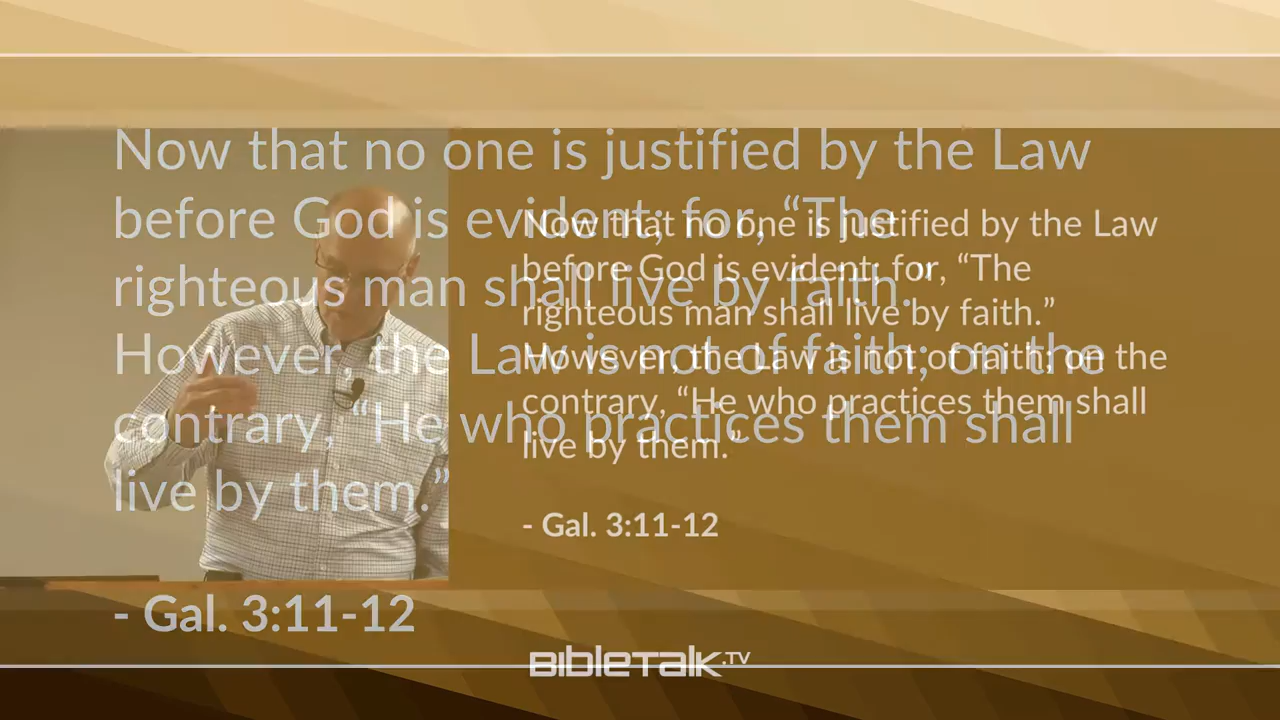 Now that no one is justified by the Law
before God is evident; for, “The
righteous man shall live by faith.”
However, the Law is not of faith; on the
contrary, “He who practices them shall
live by them.”
- Gal. 3:11-12
Now that no one is justified by the Law
before God is evident; for, “The
righteous man shall live by faith.”
However, the Law is not of faith; on the
contrary, “He who practices them shall
live by them.”
- Gal. 3:11-12
BIBLETALK.TV